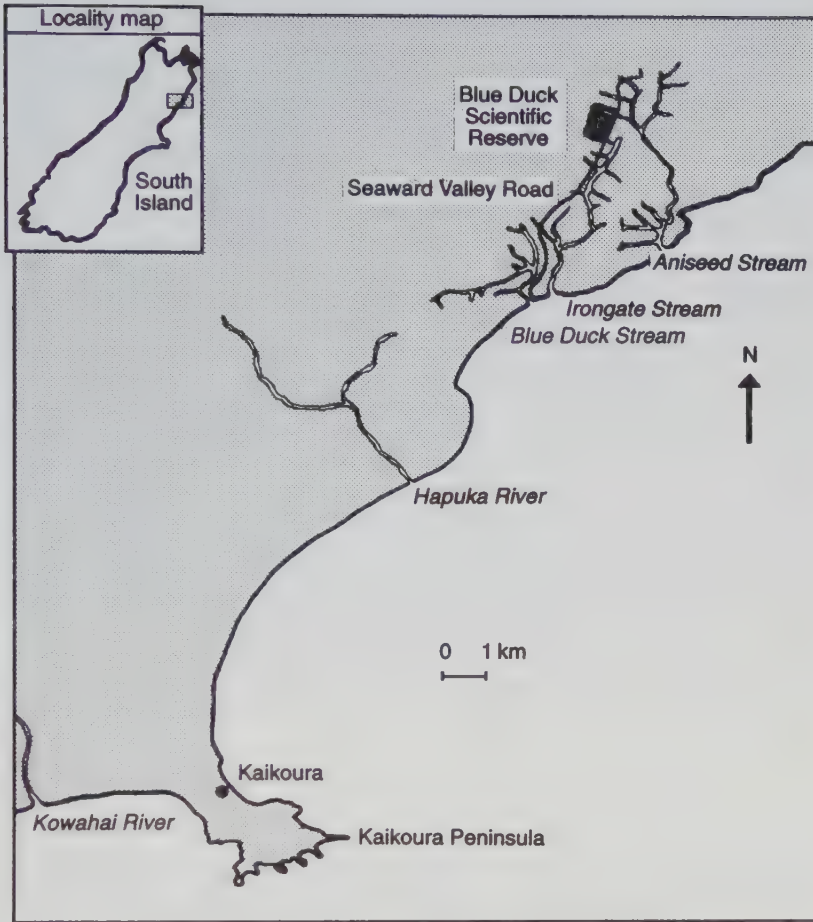 Locality map
South
Island
Blue Duck
Scientific
Reserve
Seaward Valley Road
Aniseed Stream
Irongate Stream
Blue Duck Stream
N
Hapuka River
0 1 km
Kaikoura
Kowahai River
Kaikoura Peninsula